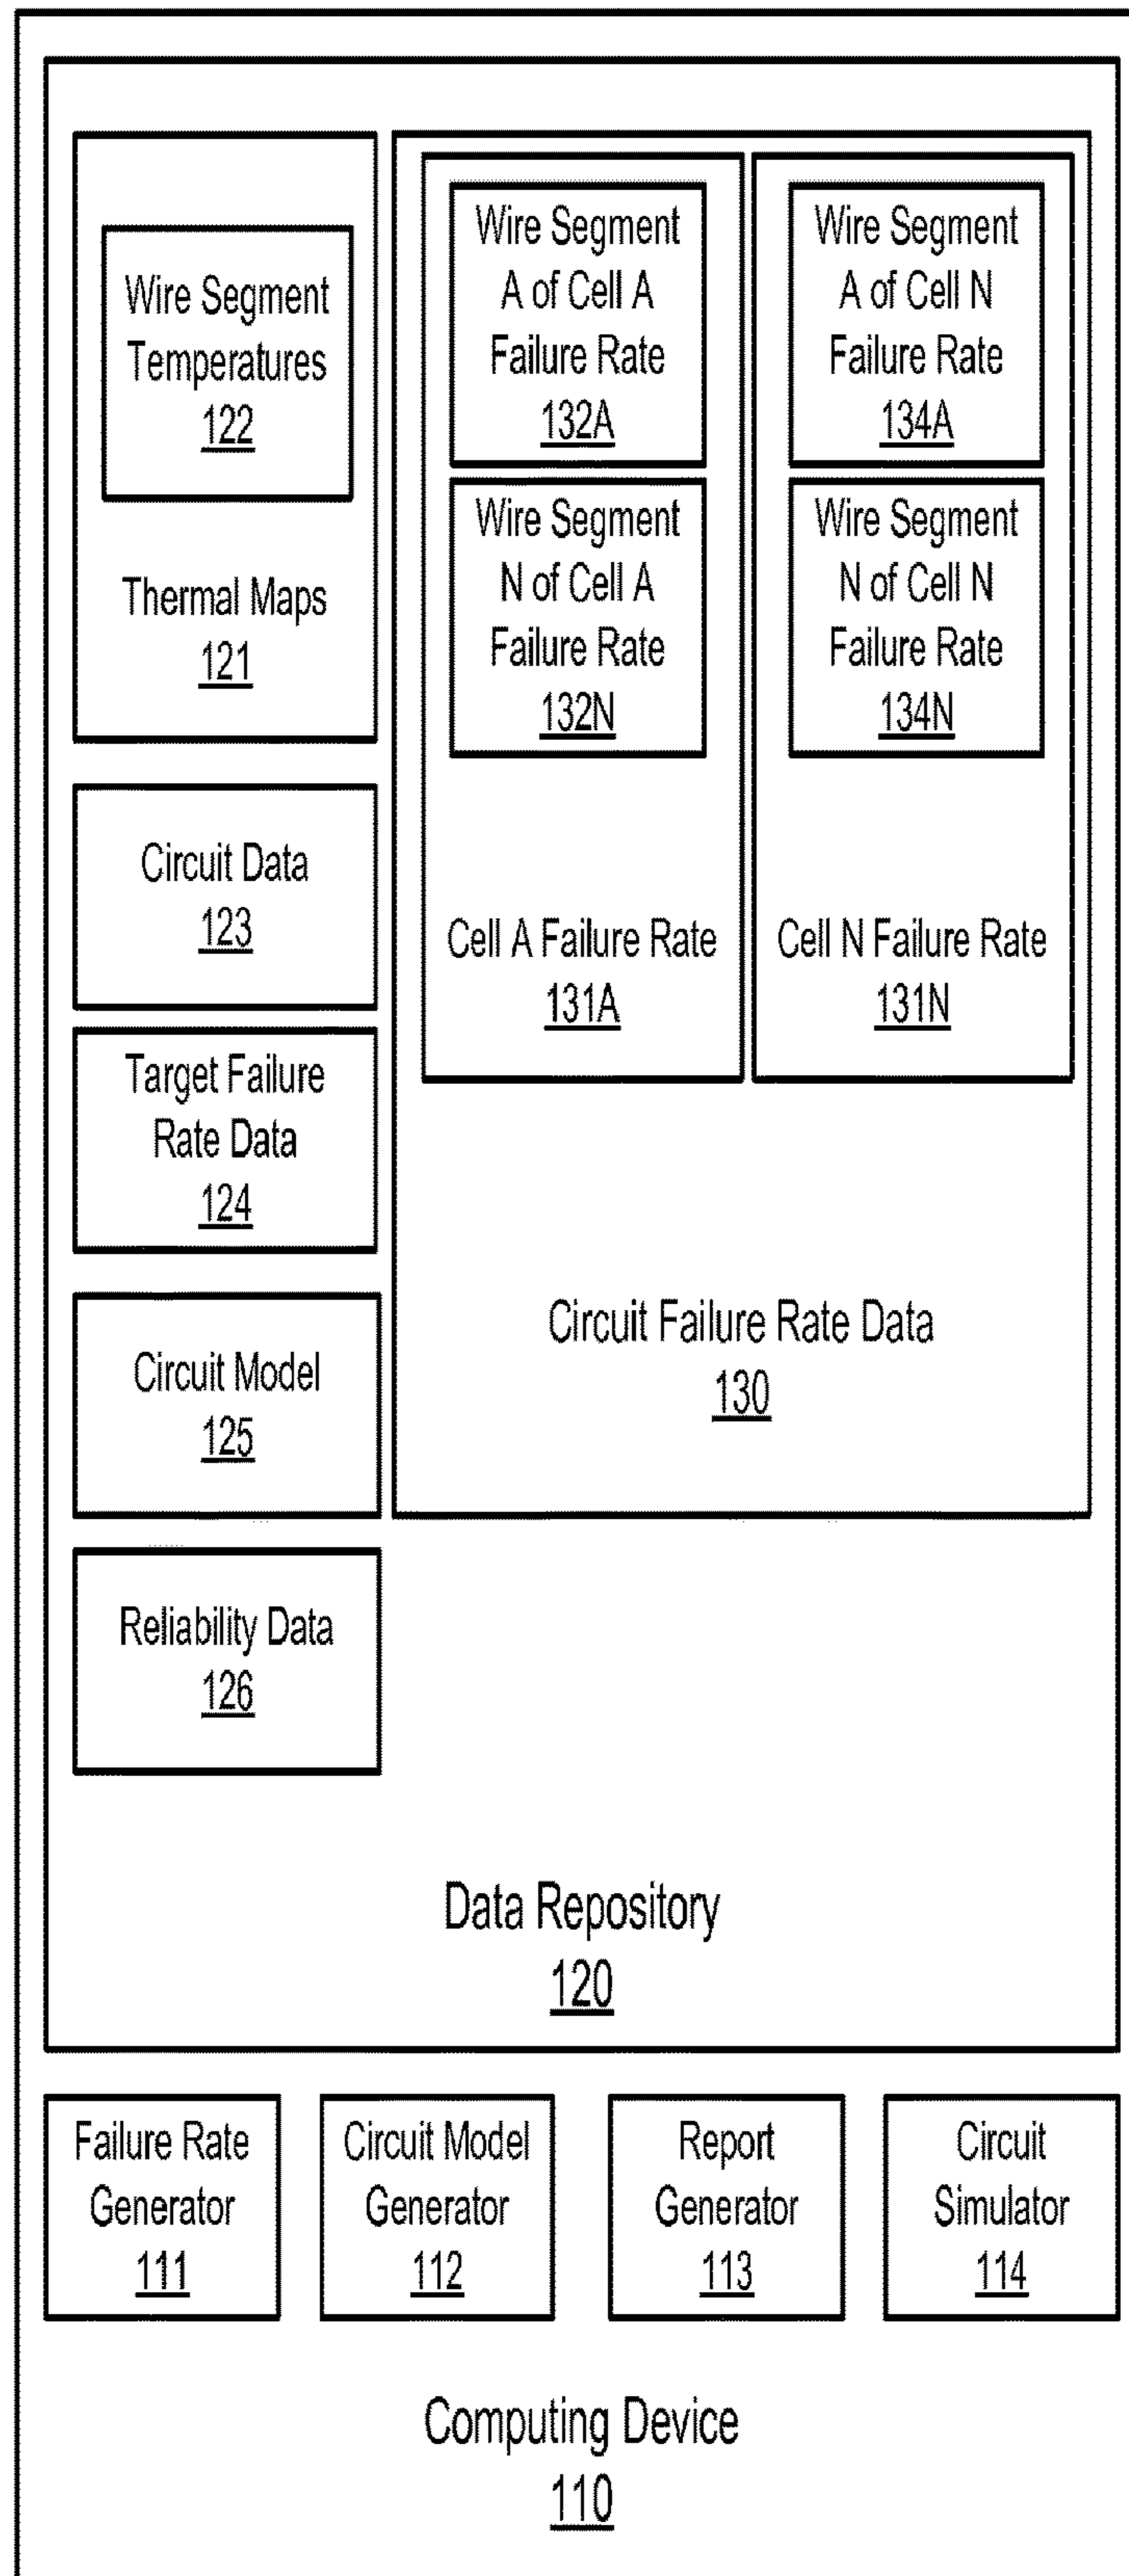 Wire Segment
Temperatures
122
Thermal Maps
121
Wire Segment
A of Cell A
Failure Rate
132A
Wire Segment
N of Cell A
Failure Rate
132N
Cell A Failure Rate
131A
Wire Segment
A of Cell N
Failure Rate
134A
Wire Segment
N of Cell N
Failure Rate
134N
Cell N Failure Rate
131N
Circuit Data
123
Target Failure
Rate Data
124
Circuit Model
125
Circuit Failure Rate Data
130
Reliability Data
126
Data Repository
120
Failure Rate
Generator
111
Circuit Model
Generator
112
Report
Generator
113
Circuit
Simulator
114
Computing Device
110